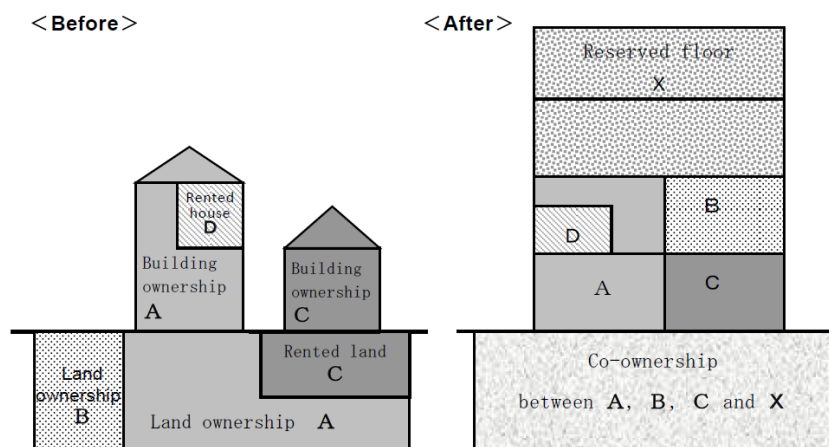 ＜Before＞
Rented
house
D
Building
ownership
A
Building
ownership
C
Rented land
C
Land
ownership
B
Land ownership A
＜After＞
Reserved floor
X
B
D
A
C
Co-ownership
between A, B, C and X